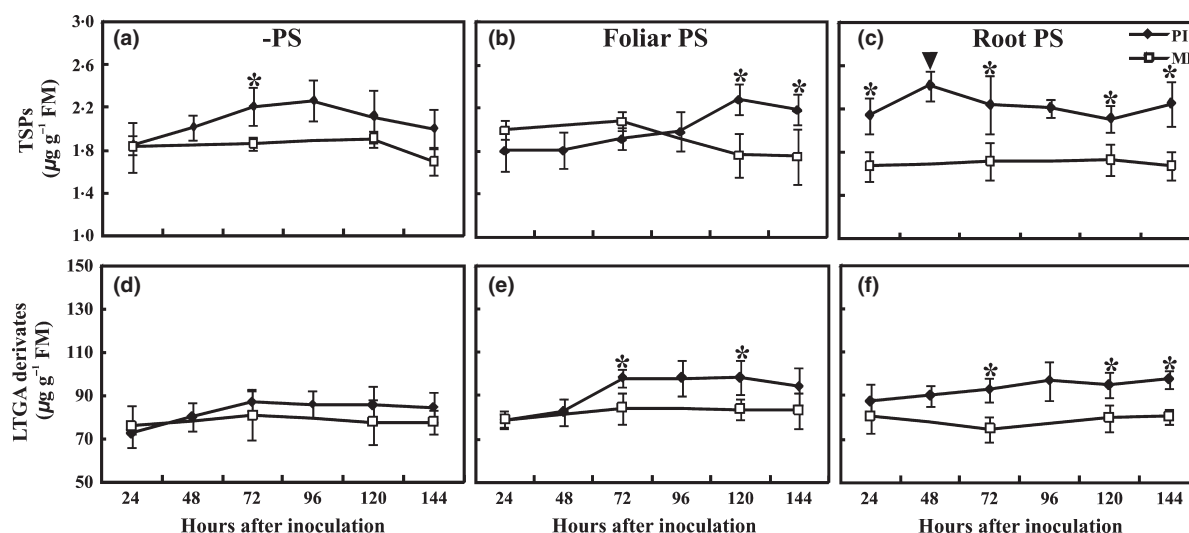 (a) -PS
(b) Foliar PS
(c) Root PS
PI
MI
TSPs
(µg g⁻¹ FM)
3·0
2·6
2·2
1·8
1·4
1·0
* * * * * * *
(d)
(e)
(f)
LTGA derivates
(µg g⁻¹ FM)
150
130
110
90
70
50
* * * * *
24 48 72 96 120 144
24 48 72 96 120 144
24 48 72 96 120 144
Hours after inoculation
Hours after inoculation
Hours after inoculation